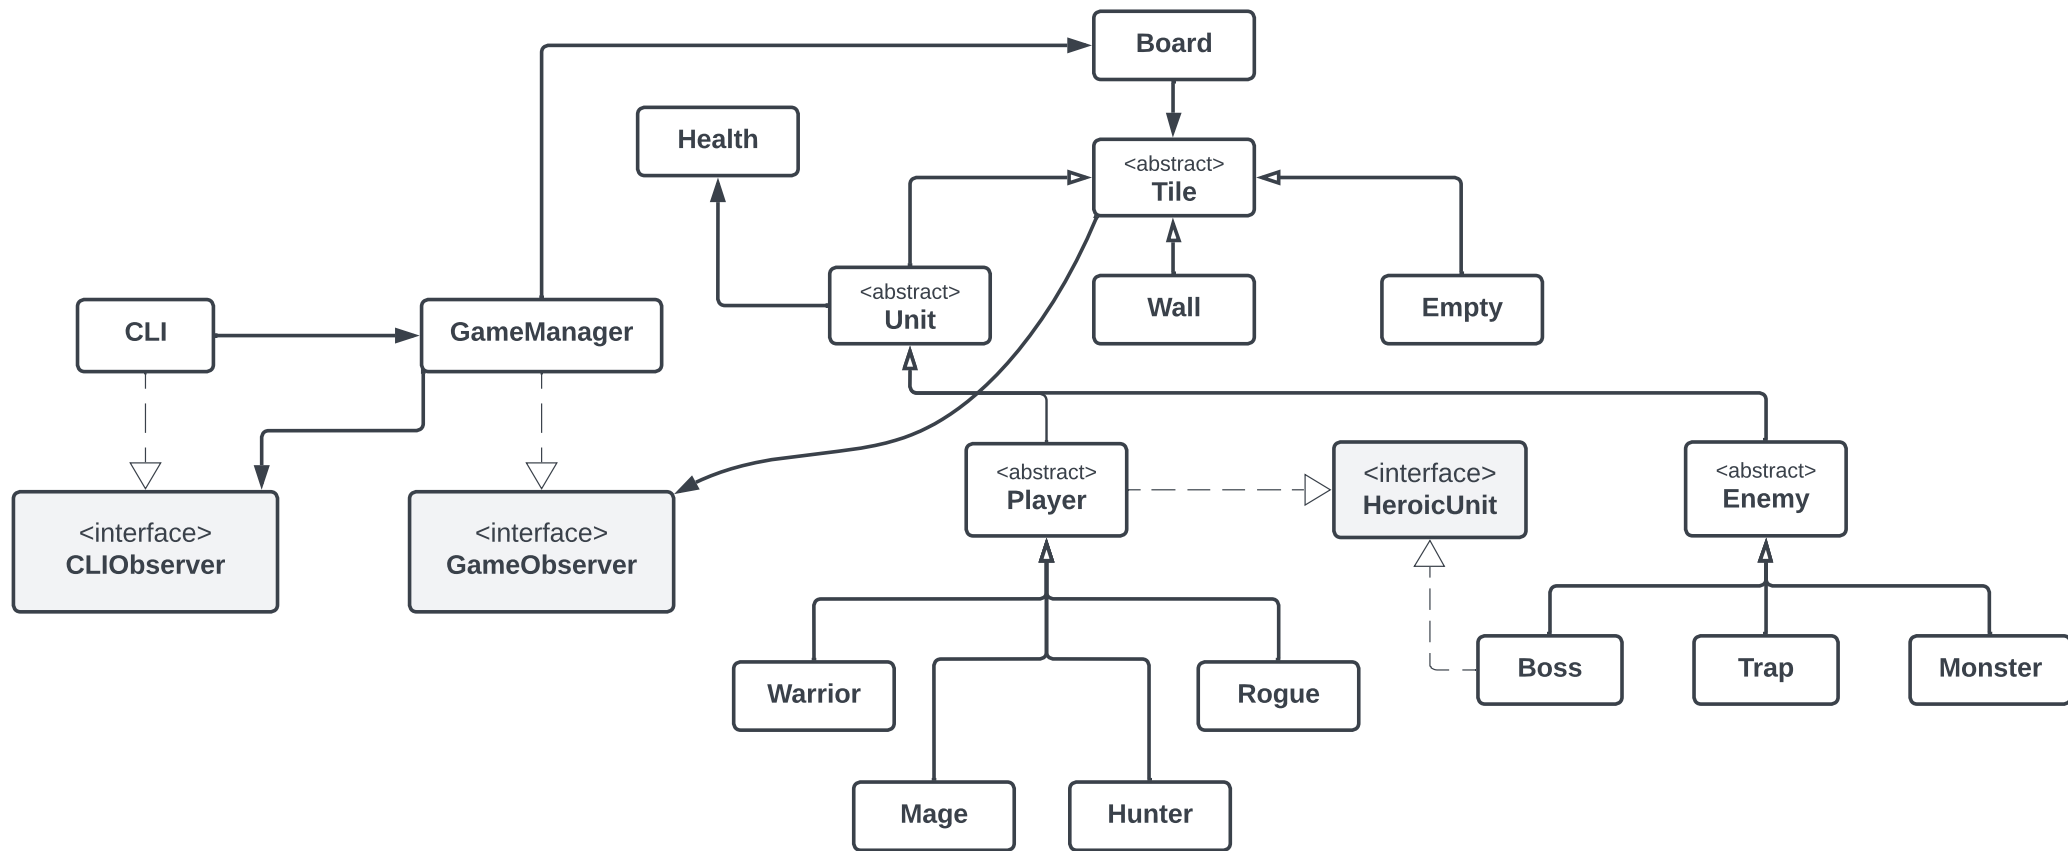 Board
Health
<abstract>
Tile
<abstract>
Unit
Wall
Empty
CLI
GameManager
<abstract>
Player
<interface>
HeroicUnit
<abstract>
Enemy
<interface>
CLIObserver
<interface>
GameObserver
Warrior
Rogue
Boss
Trap
Monster
Mage
Hunter